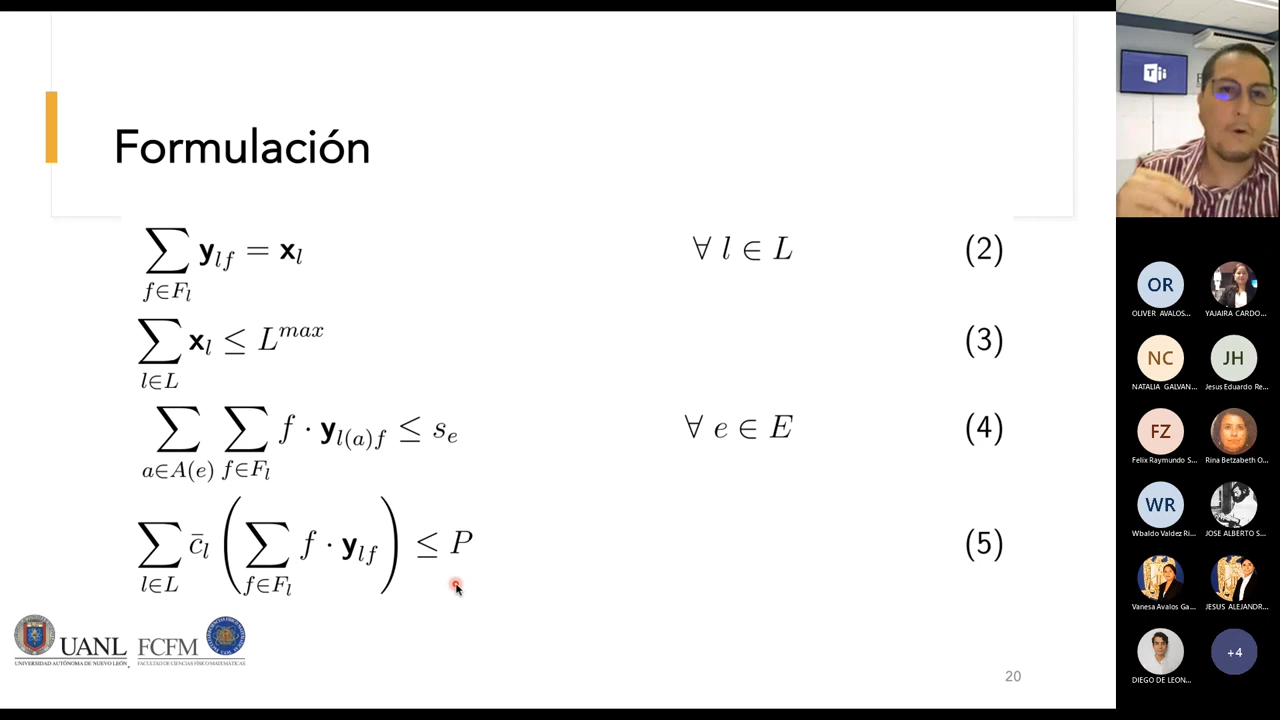 Formulación
∑_{f∈F_l} y_{lf} = x_l ∀ l ∈ L (2)
∑_{l∈L} x_l ≤ L^{max} (3)
∑_{a∈A(e)} ∑_{f∈F_l} f · y_{l(a)f} ≤ s_e ∀ e ∈ E (4)
∑_{l∈L} c̄_l (∑_{f∈F_l} f · y_{lf}) ≤ P (5)
UANL
UNIVERSIDAD AUTÓNOMA DE NUEVO LEÓN
FCFM
FACULTAD DE CIENCIAS FÍSICO MATEMÁTICAS
20
OR
OLIVER AVALOS...
YAJAIRA CARDO...
NC
NATALIA GALVAN...
JH
Jesus Eduardo Re...
FZ
Felix Raymundo S...
Rina Betzabeth O...
WR
Wbaldo Valdez Ri...
JOSE ALBERTO S...
Vanesa Avalos Ga...
JESUS ALEJANDR...
DIEGO DE LEON...
+4